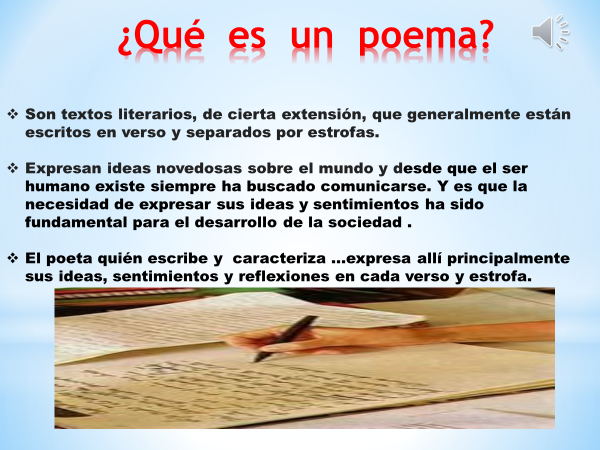 ¿Qué es un poema?
❖ Son textos literarios, de cierta extensión, que generalmente están
escritos en verso y separados por estrofas.
❖ Expresan ideas novedosas sobre el mundo y desde que el ser
humano existe siempre ha buscado comunicarse. Y es que la
necesidad de expresar sus ideas y sentimientos ha sido
fundamental para el desarrollo de la sociedad .
❖ El poeta quién escribe y caracteriza ...expresa allí principalmente
sus ideas, sentimientos y reflexiones en cada verso y estrofa.